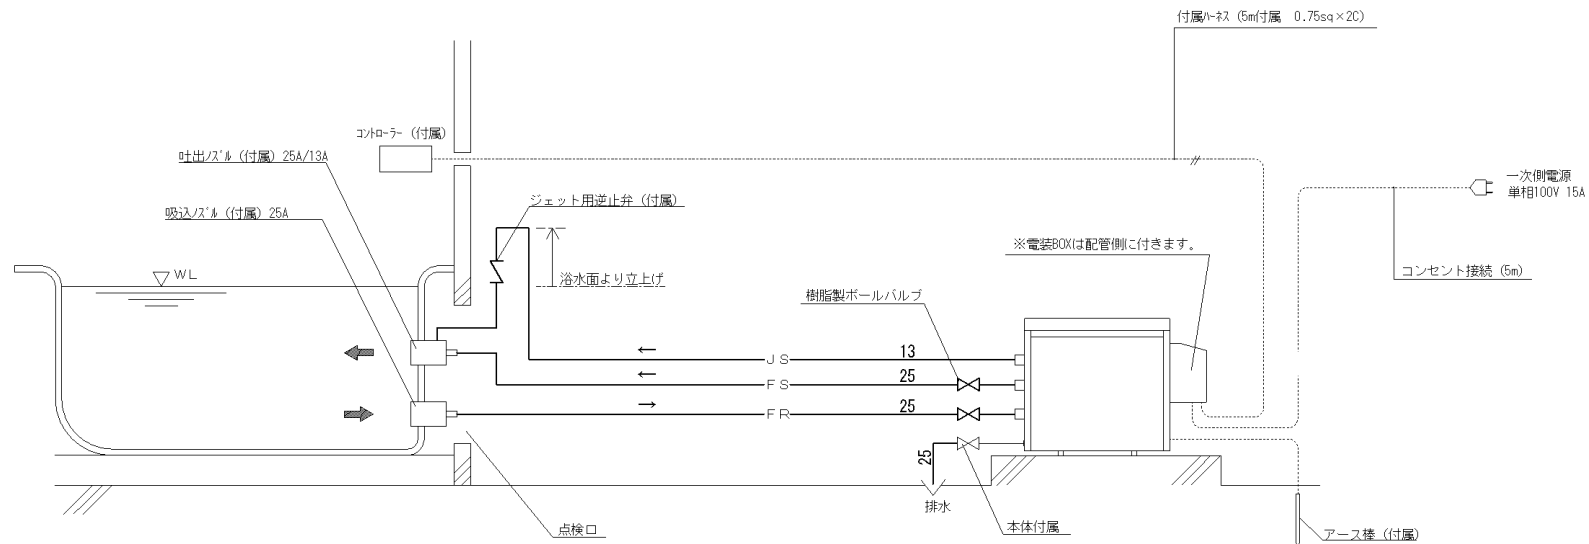 付属ハーネス (5m付属 0.75sq×2C)
コントローラー (付属)
吐出ノズル (付属) 25A/13A
一次側電源
単相100V 15A
ジェット用逆止弁 (付属)
吸込ノズル (付属) 25A
※電装BOXは配管側に付きます。
WL
浴水面より立上げ
コンセント接続 (5m)
樹脂製ボールバルブ
← JS 13
← FS 25
→ FR 25
25
排水
本体付属
点検口
アース棒 (付属)